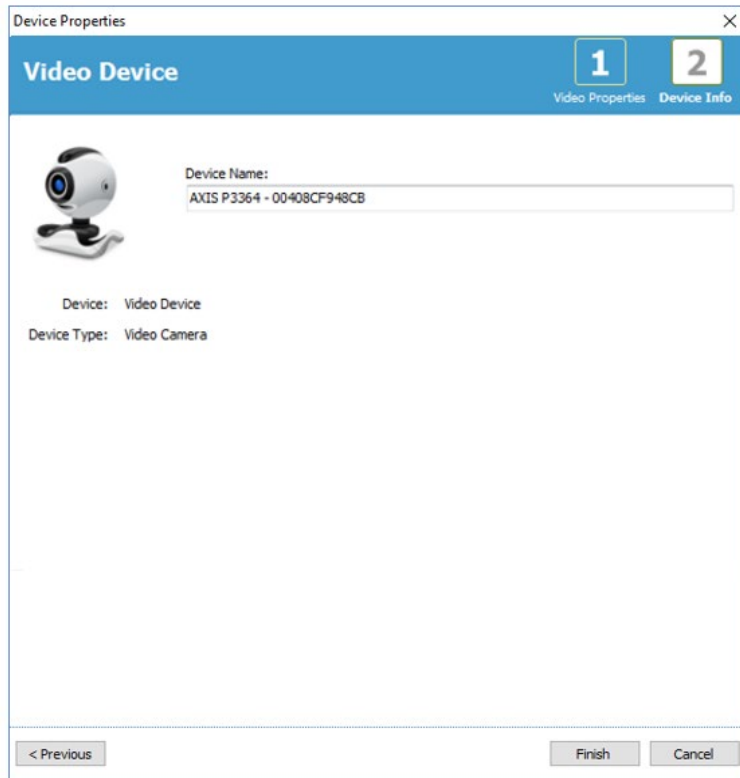 Device Properties
Video Device
1
Video Properties
2
Device Info
Device Name:
AXIS P3364 - 00408CF948CB
Device: Video Device
Device Type: Video Camera
< Previous
Finish
Cancel